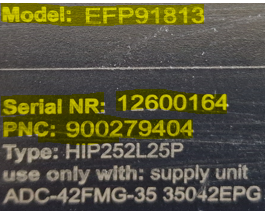 Model: EFP91813
Serial NR: 12600164
PNC: 900279404
Type: HIP252L25P
use only with: supply unit
ADC-42FMG-35 35042EPG